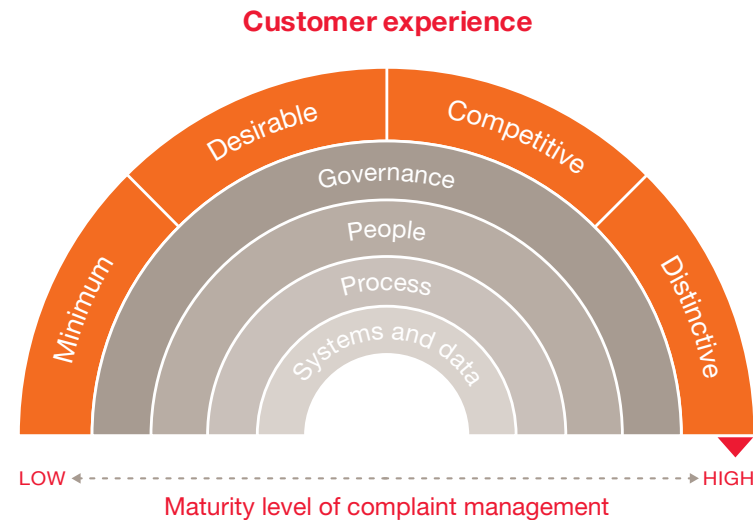 Customer experience
Minimum
Desirable
Competitive
Distinctive
Governance
People
Process
Systems and data
LOW
HIGH
Maturity level of complaint management